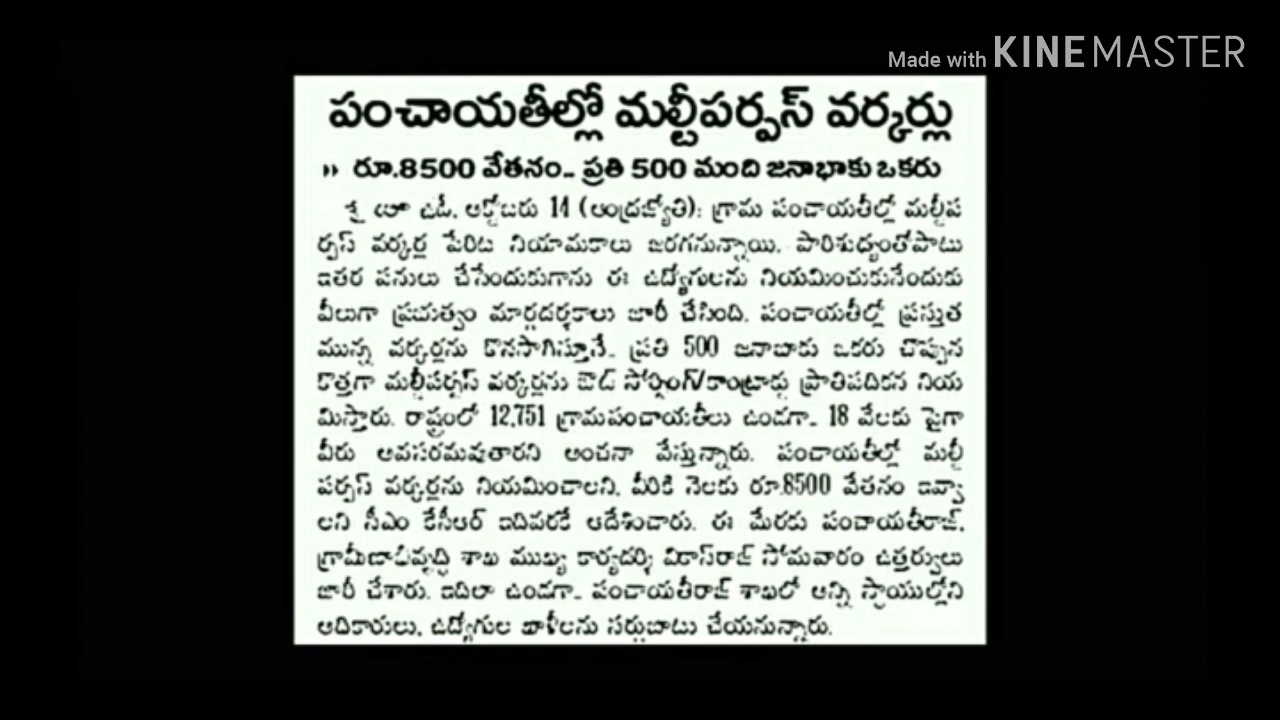 Made with KINEMASTER
పంచాయతీల్లో మల్టీపర్పస్ వర్కర్లు
» రూ.8500 వేతనం.. ప్రతి 500 మంది జనాభాకు ఒకరు
అక్టోబరు 14 (ఆంధ్రజ్యోతి): గ్రామ పంచాయతీల్లో మల్టీప
ర్పస్ వర్కర్ల పేరిట నియామకాలు జరగనున్నాయి. పారిశుద్ధ్యంతోపాటు
ఇతర పనులు చేసేందుకుగాను ఈ ఉద్యోగులను నియమించుకునేందుకు
వీలుగా ప్రభుత్వం మార్గదర్శకాలు జారీ చేసింది. పంచాయతీల్లో ప్రస్తుత
మున్న వర్కర్లను కొనసాగిస్తూనే.. ప్రతి 500 జనాభాకు ఒకరు చొప్పున
కొత్తగా మల్టీపర్పస్ వర్కర్లను ఔట్ సోర్సింగ్/కాంట్రాక్టు ప్రాతిపదికన నియ
మిస్తారు. రాష్ట్రంలో 12,751 గ్రామపంచాయతీలు ఉండగా.. 18 వేలకు పైగా
వీరు అవసరమవుతారని అంచనా వేస్తున్నారు. పంచాయతీల్లో మల్టీ
పర్పస్ వర్కర్లను నియమించాలని, వీరికి నెలకు రూ.8500 వేతనం ఇవ్వా
లని సీఎం కేసీఆర్ ఇదివరకే ఆదేశించారు. ఈ మేరకు పంచాయతీరాజ్,
గ్రామీణాభివృద్ధి శాఖ ముఖ్య కార్యదర్శి వికాస్‌రాజ్ సోమవారం ఉత్తర్వులు
జారీ చేశారు. ఇదిలా ఉండగా.. పంచాయతీరాజ్ శాఖలో అన్ని స్థాయుల్లోని
అధికారులు, ఉద్యోగుల ఖాళీలను సర్దుబాటు చేయనున్నారు.